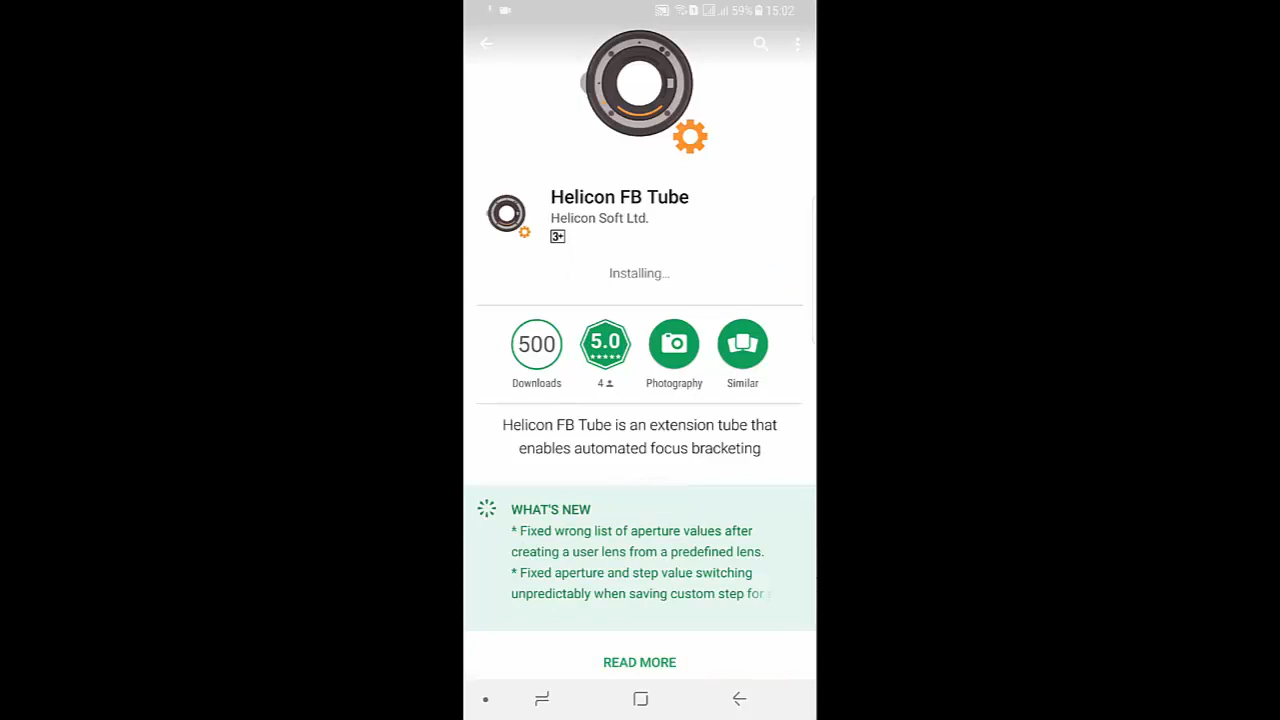 59% 15:02
Helicon FB Tube
Helicon Soft Ltd.
3+
Installing...
500
5.0
Downloads
4
Photography
Similar
Helicon FB Tube is an extension tube that
enables automated focus bracketing
WHAT'S NEW
* Fixed wrong list of aperture values after
creating a user lens from a predefined lens.
* Fixed aperture and step value switching
unpredictably when saving custom step for
READ MORE